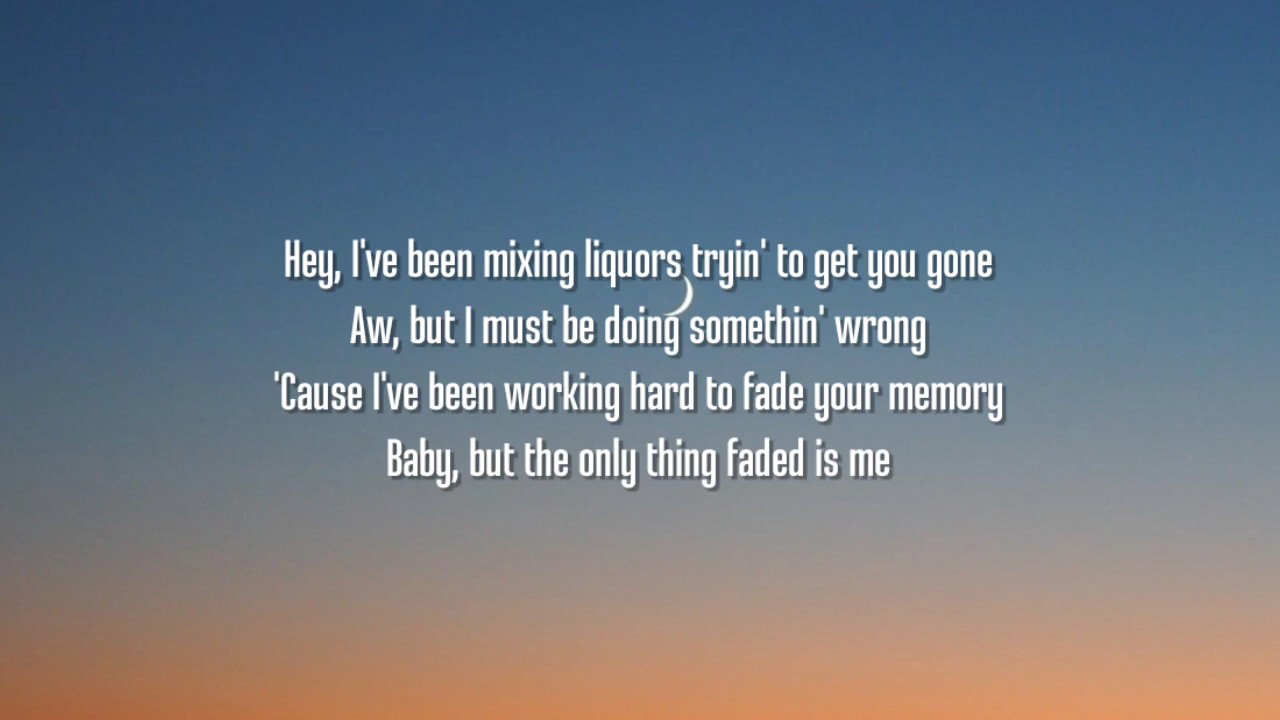 Hey, I've been mixing liquors tryin' to get you gone
Aw, but I must be doing somethin' wrong
'Cause I've been working hard to fade your memory
Baby, but the only thing faded is me